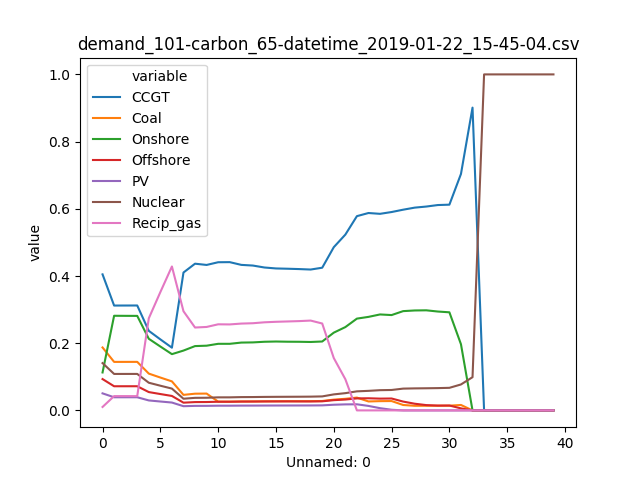 demand_101-carbon_65-datetime_2019-01-22_15-45-04.csv
variable
CCGT
Coal
Onshore
Offshore
PV
Nuclear
Recip_gas
value
1.0
0.8
0.6
0.4
0.2
0.0
0 5 10 15 20 25 30 35 40
Unnamed: 0